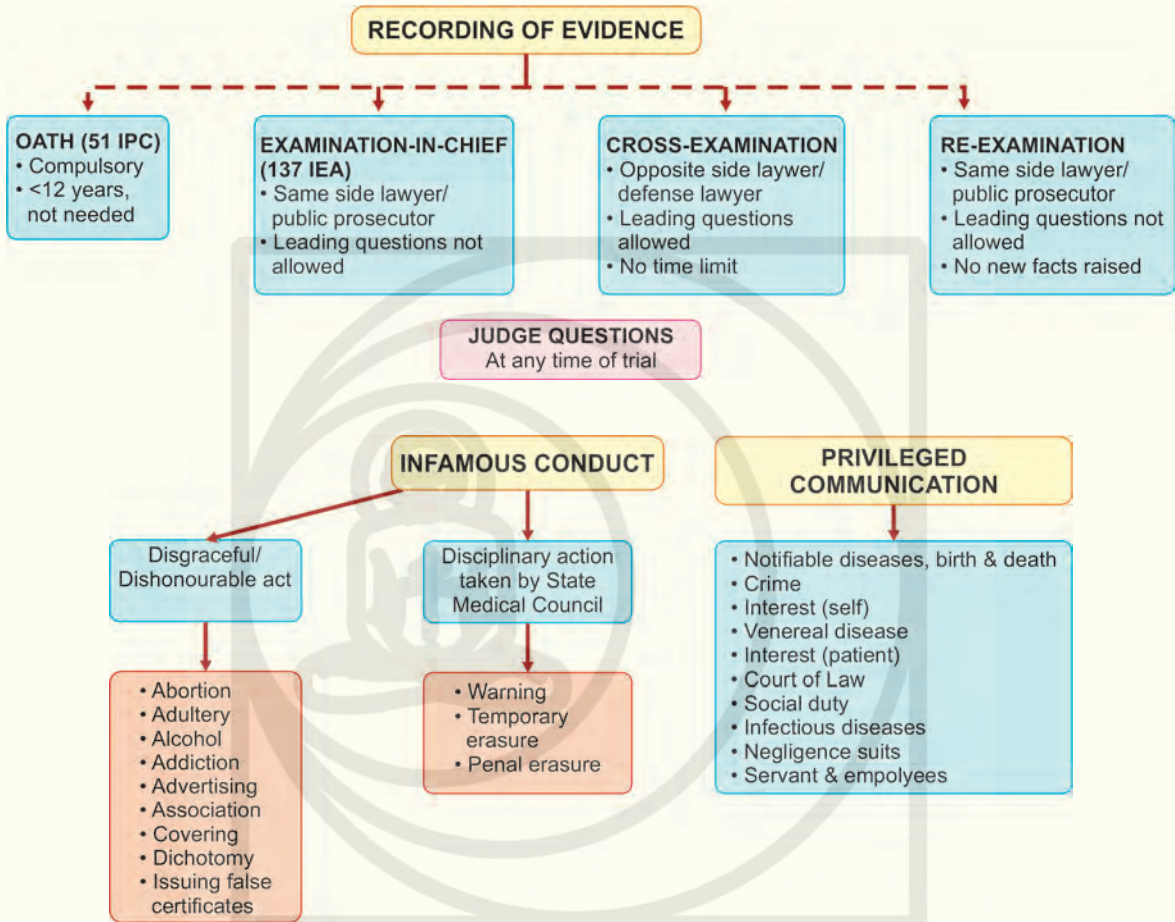 RECORDING OF EVIDENCE
OATH (51 IPC)
• Compulsory
• <12 years,
not needed
EXAMINATION-IN-CHIEF
(137 IEA)
• Same side lawyer/
public prosecutor
• Leading questions not
allowed
CROSS-EXAMINATION
• Opposite side laywer/
defense lawyer
• Leading questions
allowed
• No time limit
RE-EXAMINATION
• Same side lawyer/
public prosecutor
• Leading questions not
allowed
• No new facts raised
JUDGE QUESTIONS
At any time of trial
INFAMOUS CONDUCT
Disgraceful/
Dishonourable act
• Abortion
• Adultery
• Alcohol
• Addiction
• Advertising
• Association
• Covering
• Dichotomy
• Issuing false
certificates
Disciplinary action
taken by State
Medical Council
• Warning
• Temporary
erasure
• Penal erasure
PRIVILEGED
COMMUNICATION
• Notifiable diseases, birth & death
• Crime
• Interest (self)
• Venereal disease
• Interest (patient)
• Court of Law
• Social duty
• Infectious diseases
• Negligence suits
• Servant & empolyees